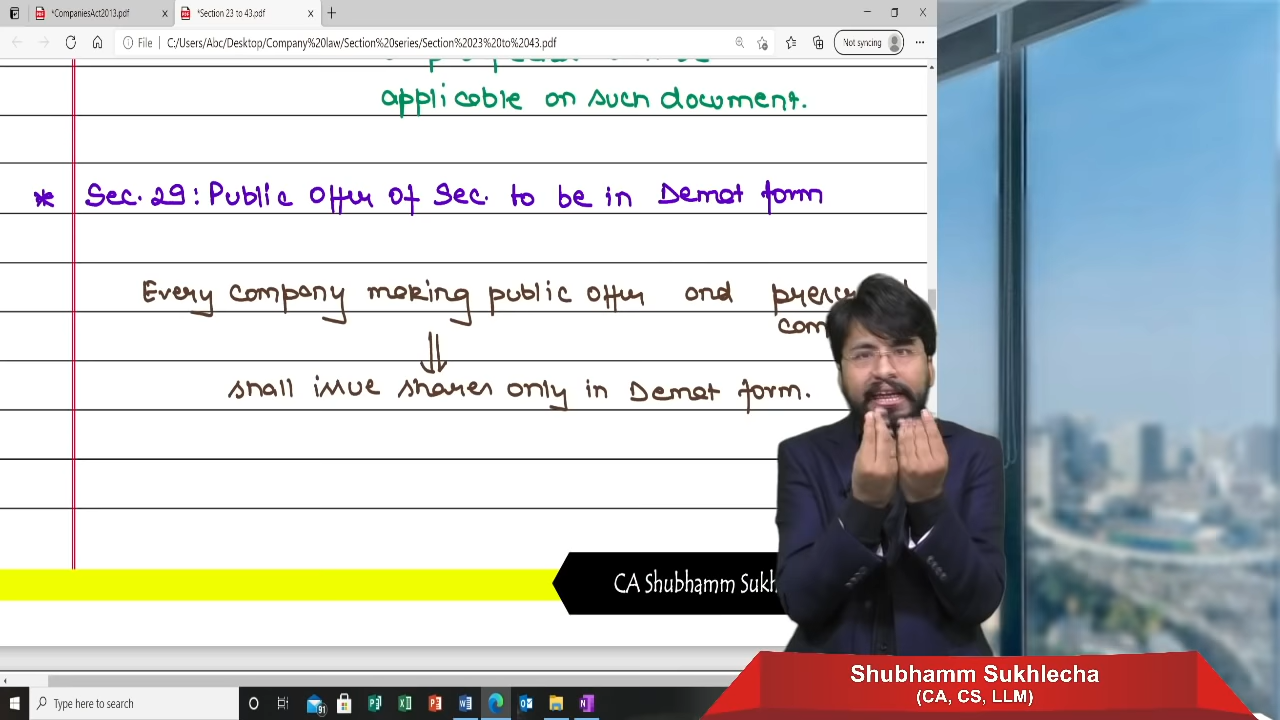 *CompaniesAct2013.pdf
*Section 23 to 43.pdf
File C:/Users/Abc/Desktop/Company%20law/Section%20series/Section%2023%20to%2043.pdf Not syncing
applicable on such document.
* Sec. 29: Public Offer of Sec. to be in Demat form
Every company making public offer and
shall issue shares only in Demat form.
CA Shubhamm
Shubhamm Sukhlecha
(CA, CS, LLM)
Type here to search
91